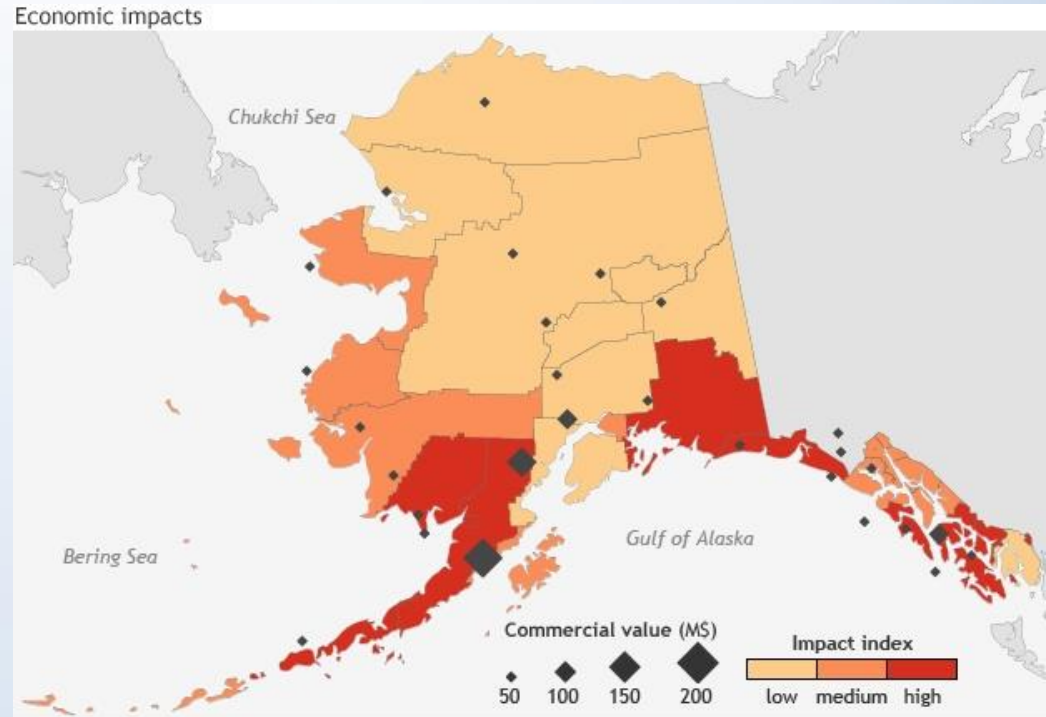 Economic impacts
Chukchi Sea
Bering Sea
Gulf of Alaska
Commercial value (MS)
50 100 150 200
Impact index
low medium high